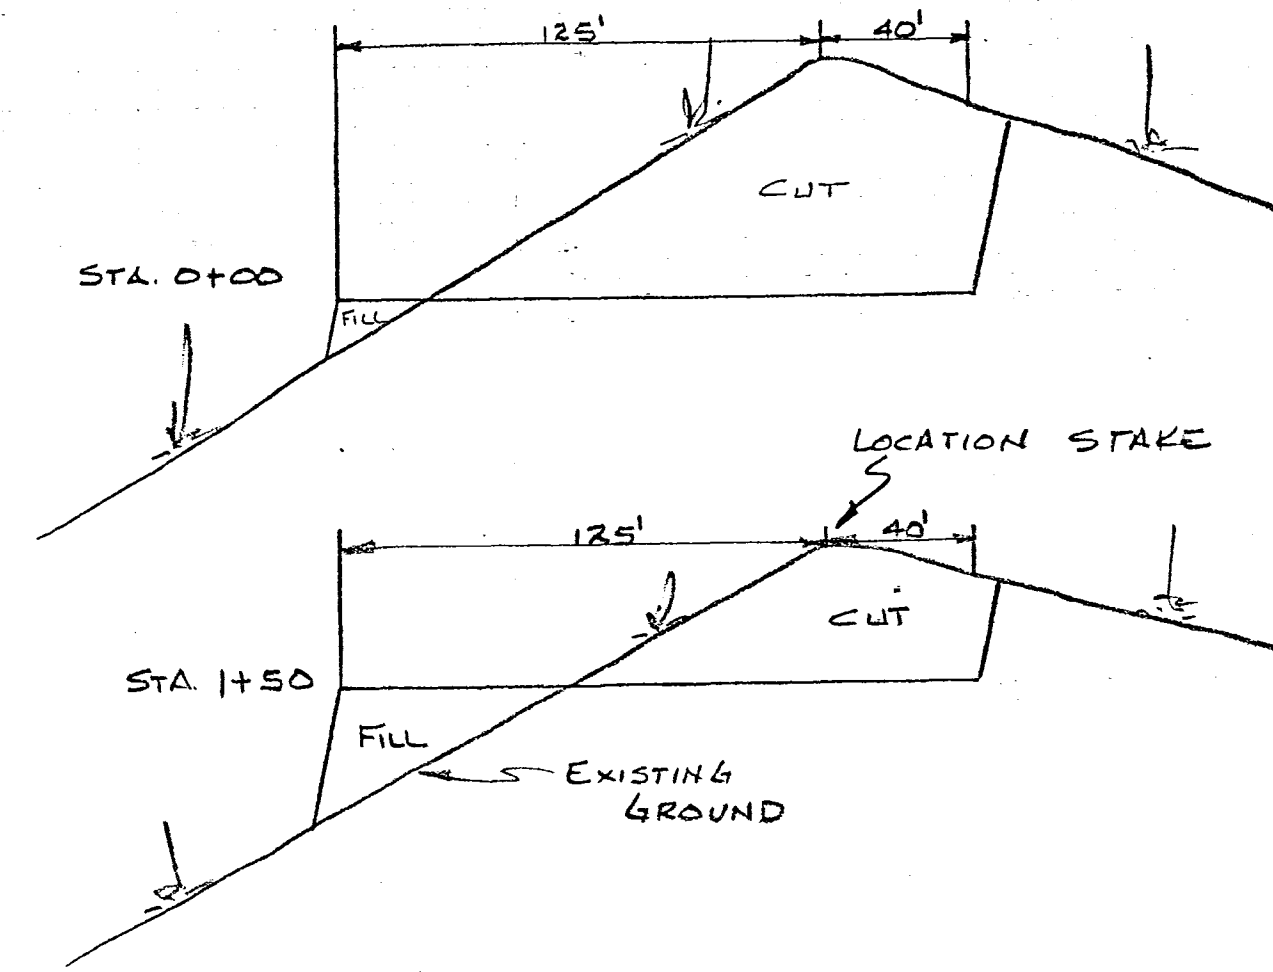 125' 40'
CUT
STA. 0+00
FILL
LOCATION STAKE
125' 40'
CUT
STA. 1+50
FILL
EXISTING
GROUND